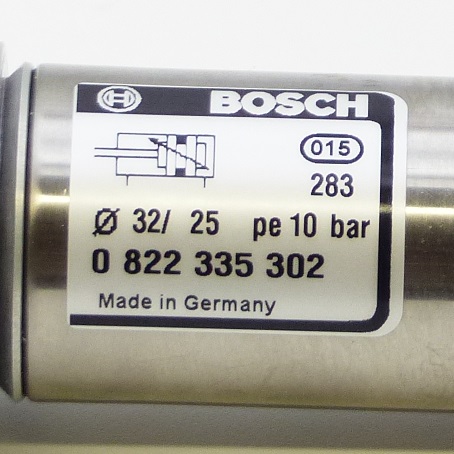 BOSCH
015
283
Ø 32/ 25 pe 10 bar
0 822 335 302
Made in Germany